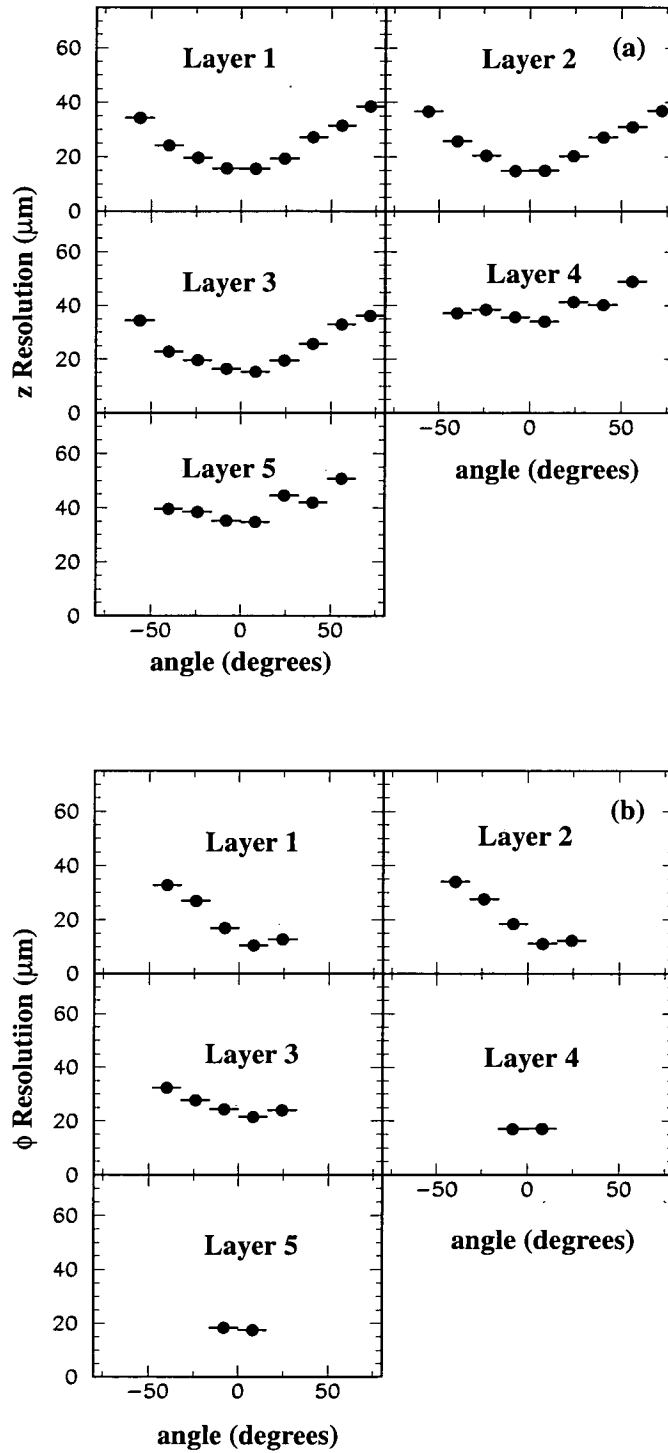 Layer 1
Layer 2
(a)
60
40
20
0
Layer 3
Layer 4
60
40
20
0
−50
0
50
angle (degrees)
Layer 5
60
40
20
0
−50
0
50
angle (degrees)
z Resolution (μm)
Layer 1
Layer 2
(b)
60
40
20
0
Layer 3
Layer 4
60
40
20
0
−50
0
50
angle (degrees)
Layer 5
60
40
20
0
−50
0
50
angle (degrees)
ϕ Resolutiion (μm)